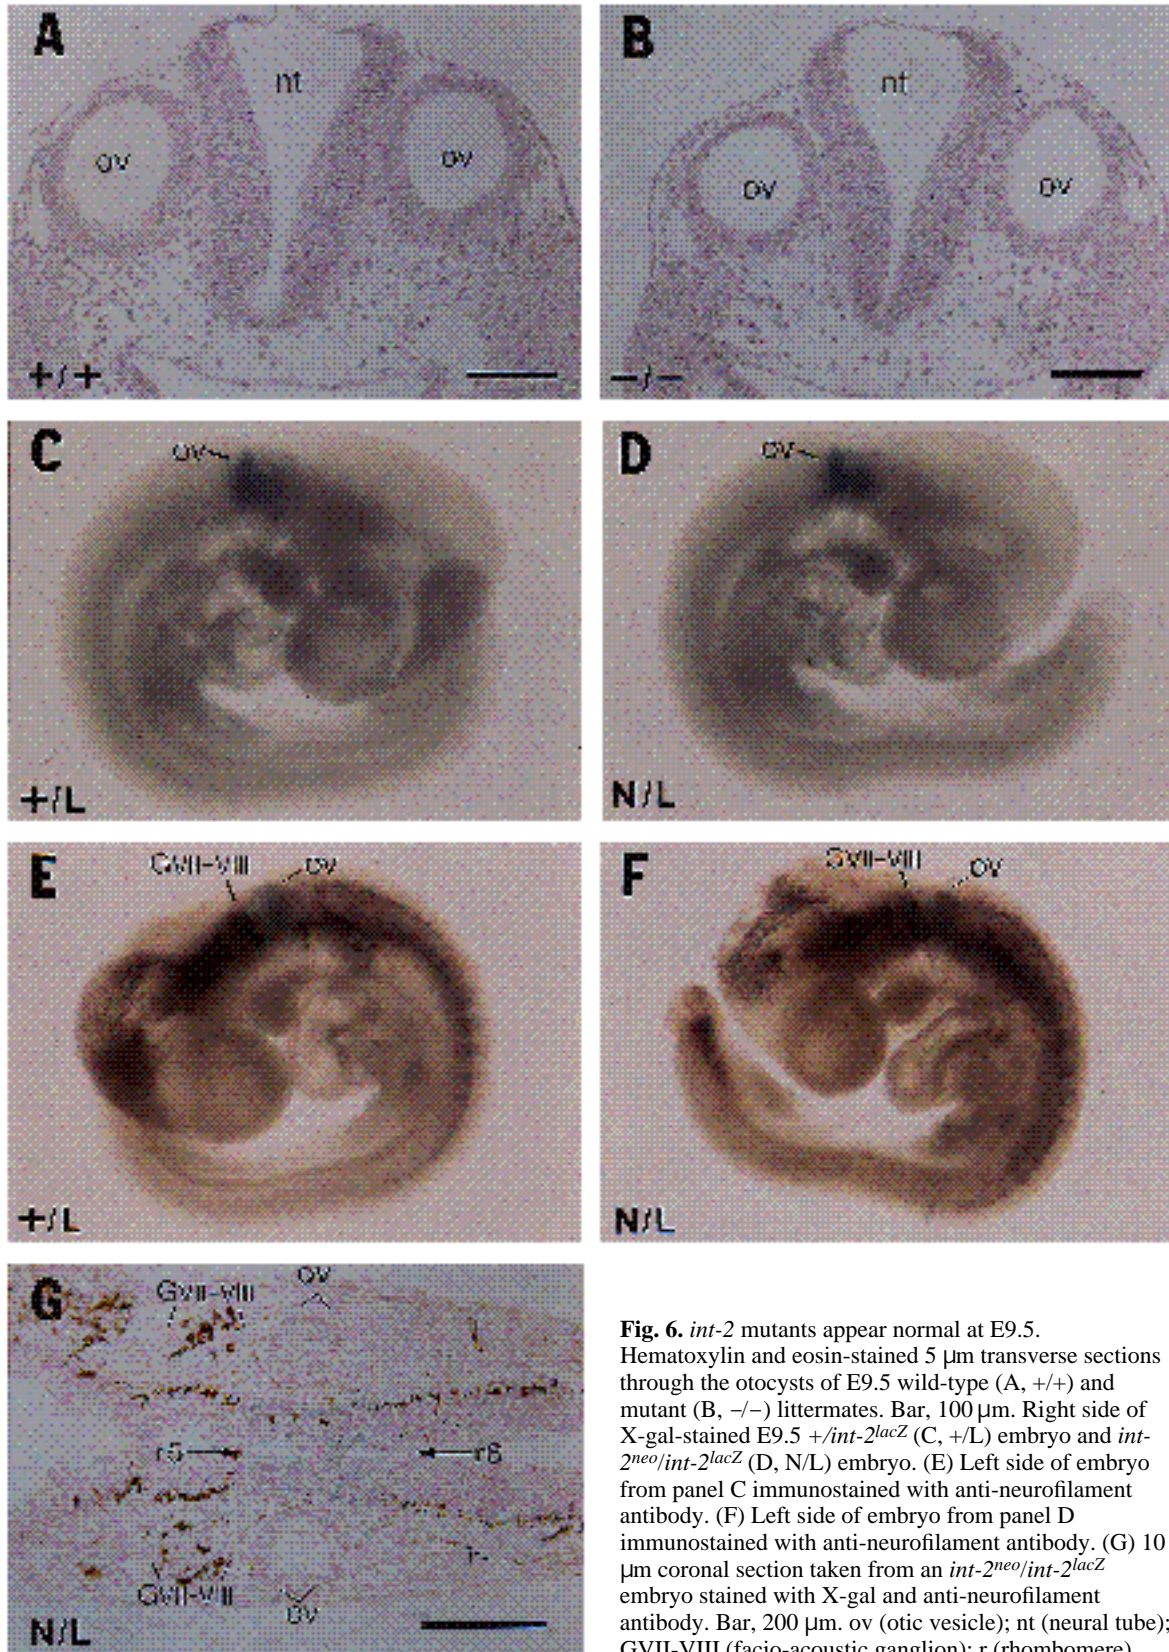 A
nt
ov
ov
+/+
B
nt
ov
ov
−/−
C
ov
+/L
D
ov
N/L
E
GVII-VIII
ov
+/L
F
GVII-VIII
ov
N/L
G
GVII-VIII
ov
r5
r6
GVII-VIII
ov
N/L
Fig. 6. int-2 mutants appear normal at E9.5.
Hematoxylin and eosin-stained 5 μm transverse sections
through the otocysts of E9.5 wild-type (A, +/+) and
mutant (B, −/−) littermates. Bar, 100 μm. Right side of
X-gal-stained E9.5 +/int-2lacZ (C, +/L) embryo and int-
2neo/int-2lacZ (D, N/L) embryo. (E) Left side of embryo
from panel C immunostained with anti-neurofilament
antibody. (F) Left side of embryo from panel D
immunostained with anti-neurofilament antibody. (G) 10
μm coronal section taken from an int-2neo/int-2lacZ
embryo stained with X-gal and anti-neurofilament
antibody. Bar, 200 μm. ov (otic vesicle); nt (neural tube);
GVII-VIII (facio-acoustic ganglion); r (rhombomere)